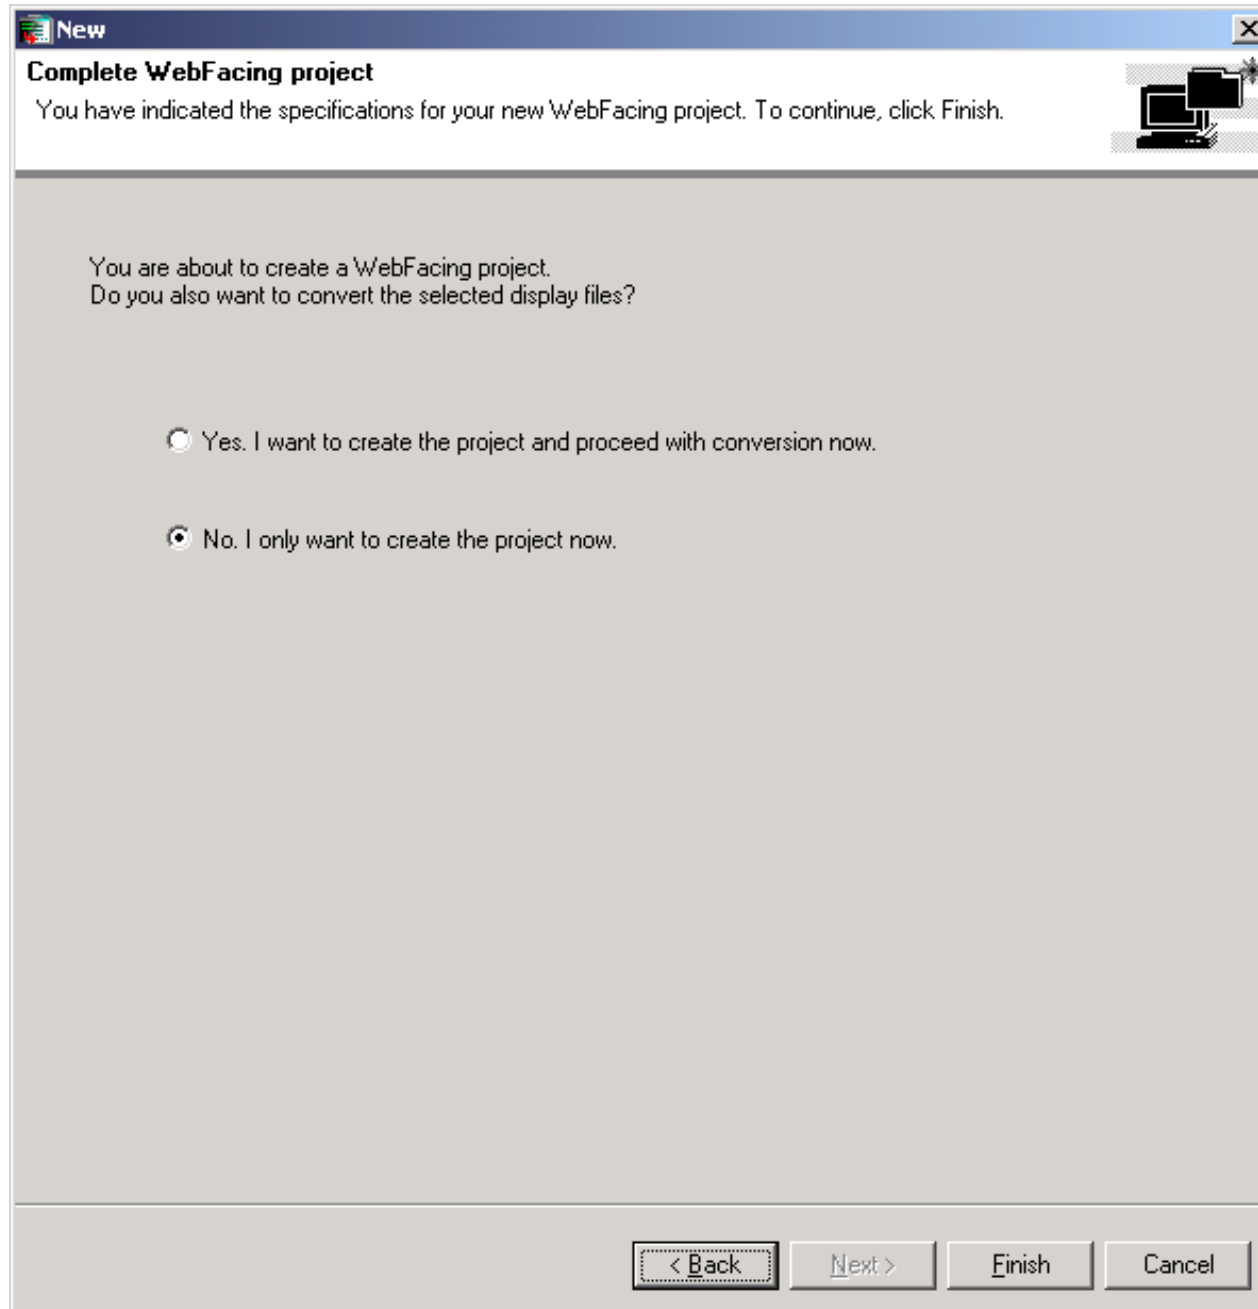 New
Complete WebFacing project
You have indicated the specifications for your new WebFacing project. To continue, click Finish.
You are about to create a WebFacing project.
Do you also want to convert the selected display files?
Yes. I want to create the project and proceed with conversion now.
No. I only want to create the project now.
< Back Next > Finish Cancel